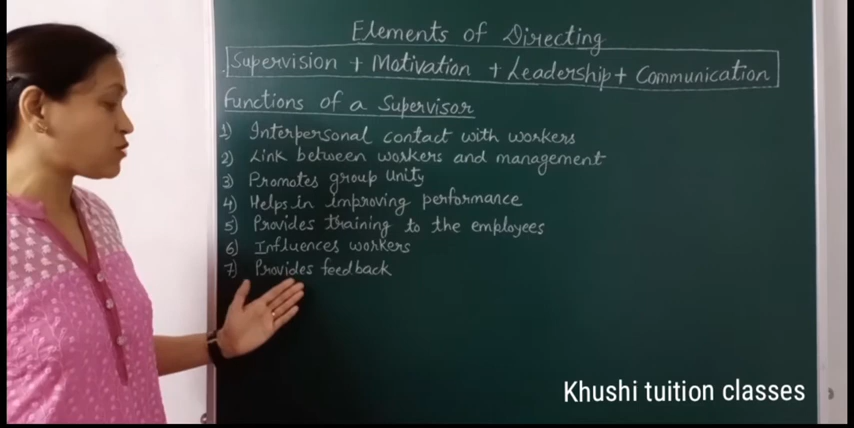 Elements of Directing
Supervision + Motivation + Leadership + Communication
Functions of a Supervisor
1) Interpersonal contact with workers
2) Link between workers and management
3) Promotes group Unity
4) Helps in improving performance
5) Provides training to the employees
6) Influences workers
7) Provides feedback
Khushi tuition classes